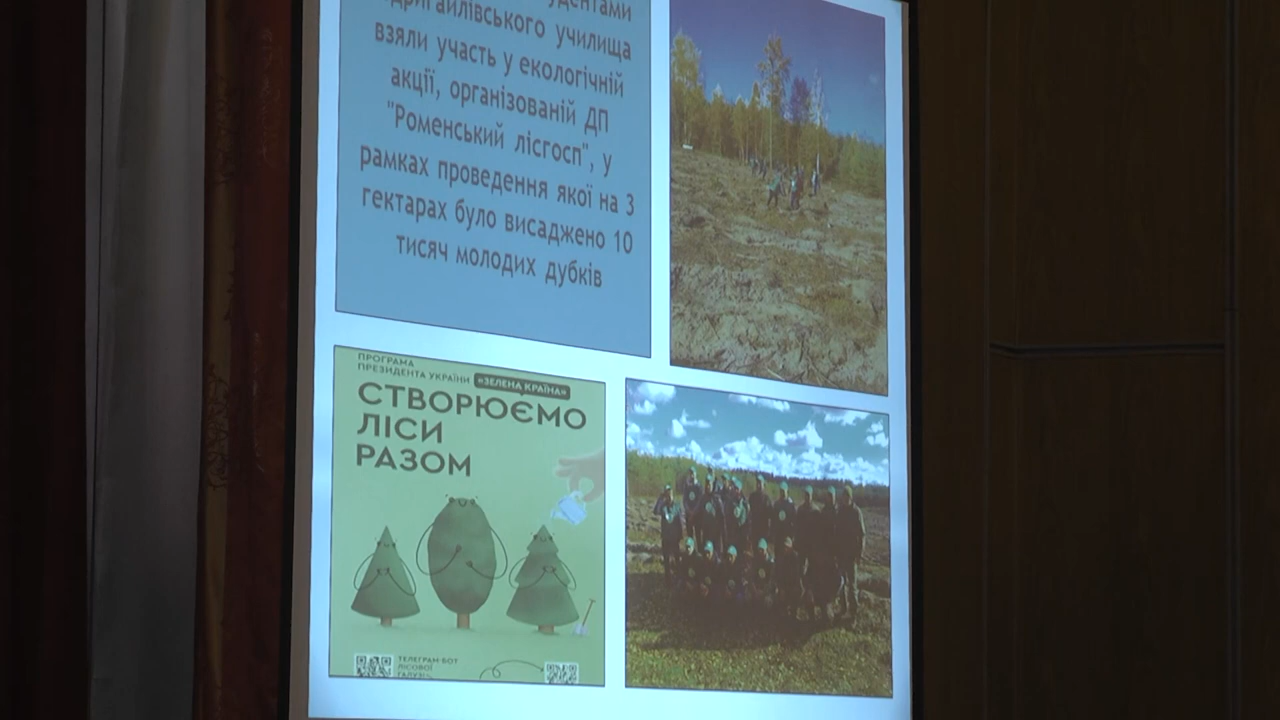 училища
взяли участь у екологічній
акції, організованій ДП
"Роменський лісгосп", у
рамках проведення якої на 3
гектарах було висаджено 10
тисяч молодих дубків
ПРОГРАМА
ПРЕЗИДЕНТА УКРАЇНИ «ЗЕЛЕНА КРАЇНА»
СТВОРЮЄМО
ЛІСИ
РАЗОМ
ТЕЛЕГРАМ-БОТ
ЛІСОВОЇ